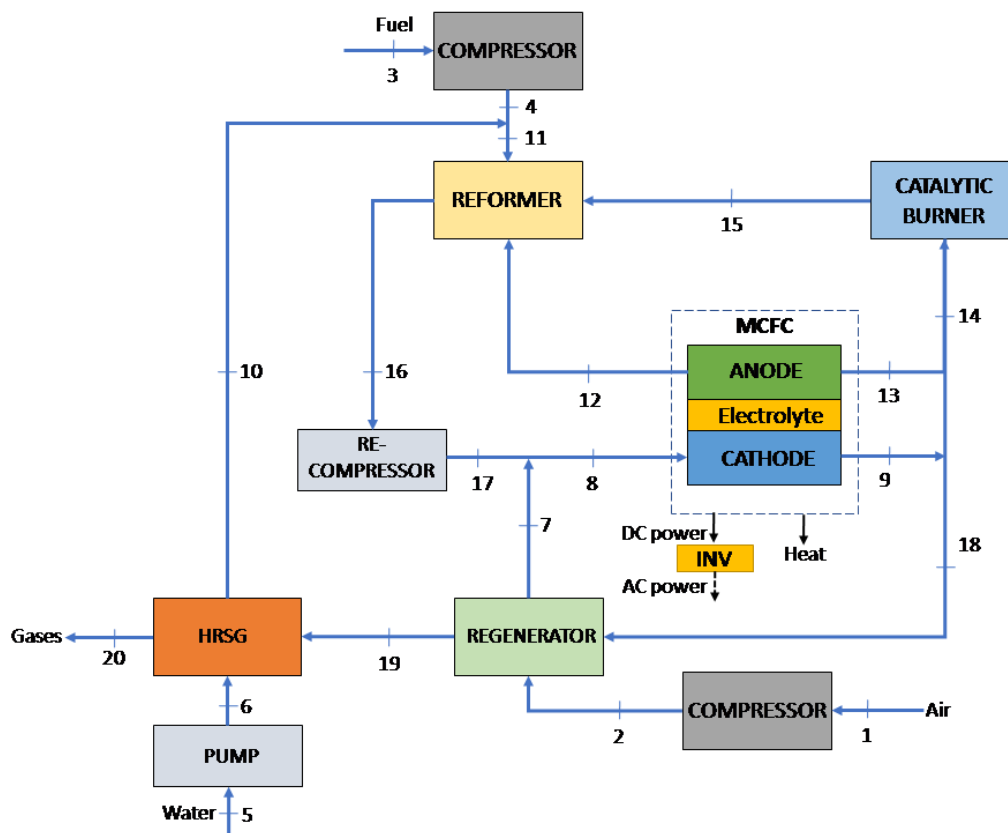 Fuel
COMPRESSOR
3
4
11
REFORMER
CATALYTIC
BURNER
15
14
MCFC
10
16
12
ANODE
13
Electrolyte
RE-
COMPRESSOR
CATHODE
17
8
9
7
DC power
INV
Heat
AC power
18
Gases
20
HRSG
19
REGENERATOR
6
2
COMPRESSOR
1
Air
PUMP
Water
5